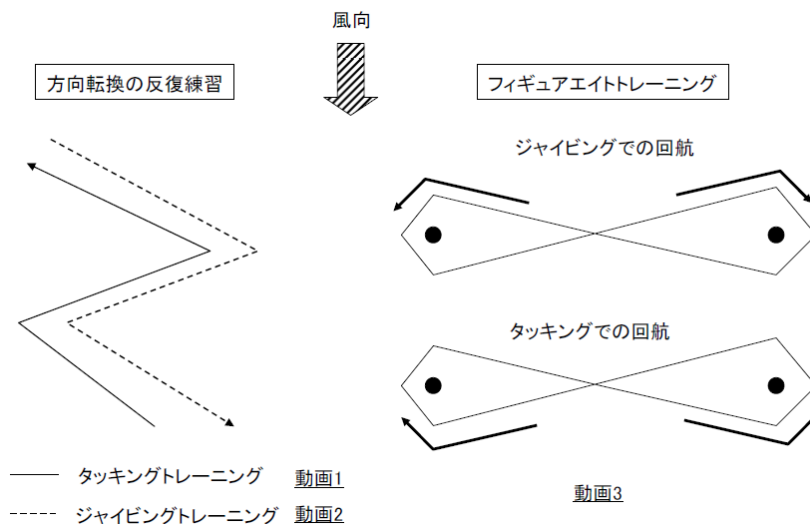 風向
方向転換の反復練習
フィギュアエイトトレーニング
ジャイビングでの回航
タッキングでの回航
タッキングトレーニング 動画1
ジャイビングトレーニング 動画2
動画3